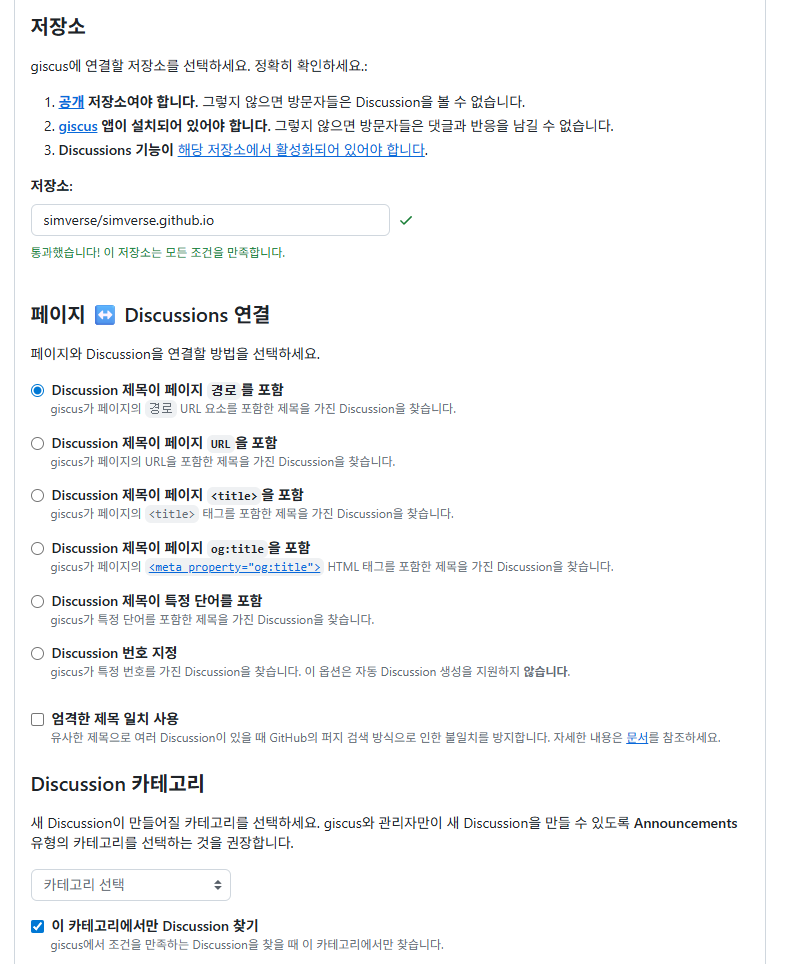 저장소
giscus에 연결할 저장소를 선택하세요. 정확히 확인하세요.:
1. 공개 저장소여야 합니다. 그렇지 않으면 방문자들은 Discussion을 볼 수 없습니다.
2. giscus 앱이 설치되어 있어야 합니다. 그렇지 않으면 방문자들은 댓글과 반응을 남길 수 없습니다.
3. Discussions 기능이 해당 저장소에서 활성화되어 있어야 합니다.
저장소:
simverse/simverse.github.io
통과했습니다! 이 저장소는 모든 조건을 만족합니다.
페이지 ↔️ Discussions 연결
페이지와 Discussion을 연결할 방법을 선택하세요.
Discussion 제목이 페이지 경로 를 포함
giscus가 페이지의 경로 URL 요소를 포함한 제목을 가진 Discussion을 찾습니다.
Discussion 제목이 페이지 URL 을 포함
giscus가 페이지의 URL을 포함한 제목을 가진 Discussion을 찾습니다.
Discussion 제목이 페이지 <title> 을 포함
giscus가 페이지의 <title> 태그를 포함한 제목을 가진 Discussion을 찾습니다.
Discussion 제목이 페이지 og:title 을 포함
giscus가 페이지의 <meta property="og:title"> HTML 태그를 포함한 제목을 가진 Discussion을 찾습니다.
Discussion 제목이 특정 단어를 포함
giscus가 특정 단어를 포함한 제목을 가진 Discussion을 찾습니다.
Discussion 번호 지정
giscus가 특정 번호를 가진 Discussion을 찾습니다. 이 옵션은 자동 Discussion 생성을 지원하지 않습니다.
엄격한 제목 일치 사용
유사한 제목으로 여러 Discussion이 있을 때 GitHub의 퍼지 검색 방식으로 인한 불일치를 방지합니다. 자세한 내용은 문서를 참조하세요.
Discussion 카테고리
새 Discussion이 만들어질 카테고리를 선택하세요. giscus와 관리자만이 새 Discussion을 만들 수 있도록 Announcements
유형의 카테고리를 선택하는 것을 권장합니다.
카테고리 선택
이 카테고리에서만 Discussion 찾기
giscus에서 조건을 만족하는 Discussion을 찾을 때 이 카테고리에서만 찾습니다.